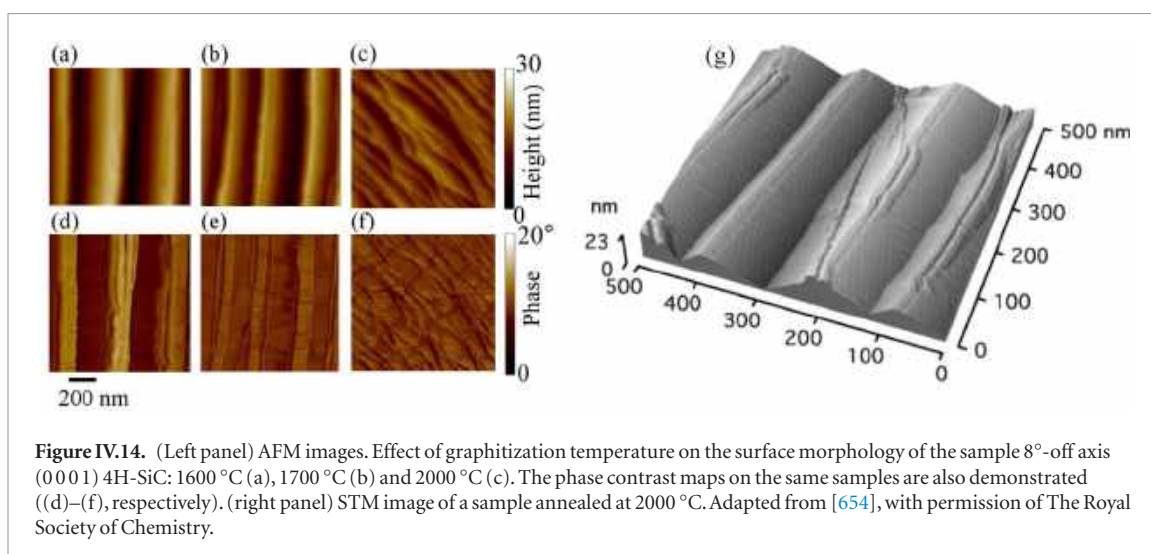 (a) (b) (c) 30 (g)
Height (nm)
0
500 nm
400
300
200
100
0
nm
23
0
500 400 300 200 100 0
(d) (e) (f) 20°
Phase
0
200 nm
Figure IV.14. (Left panel) AFM images. Effect of graphitization temperature on the surface morphology of the sample 8°-off axis
(0 0 0 1) 4H-SiC: 1600 °C (a), 1700 °C (b) and 2000 °C (c). The phase contrast maps on the same samples are also demonstrated
((d)–(f), respectively). (right panel) STM image of a sample annealed at 2000 °C. Adapted from [654], with permission of The Royal
Society of Chemistry.